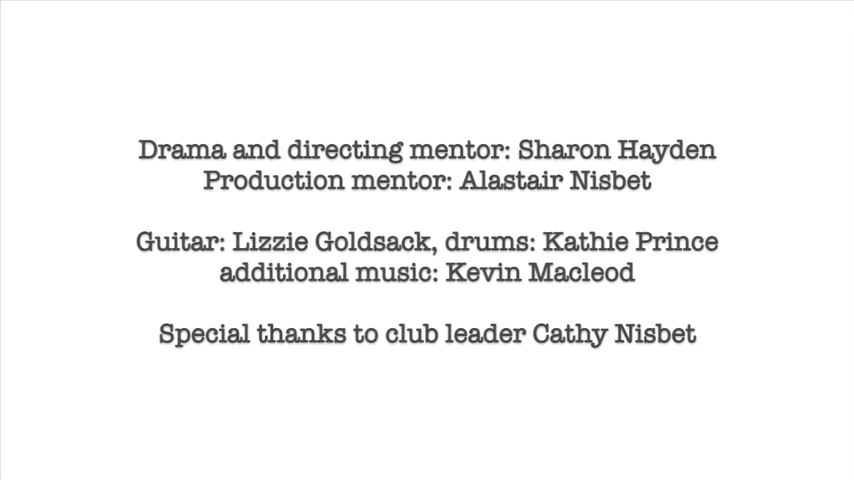 Drama and directing mentor: Sharon Hayden
Production mentor: Alastair Nisbet
Guitar: Lizzie Goldsack, drums: Kathie Prince
additional music: Kevin Macleod
Special thanks to club leader Cathy Nisbet